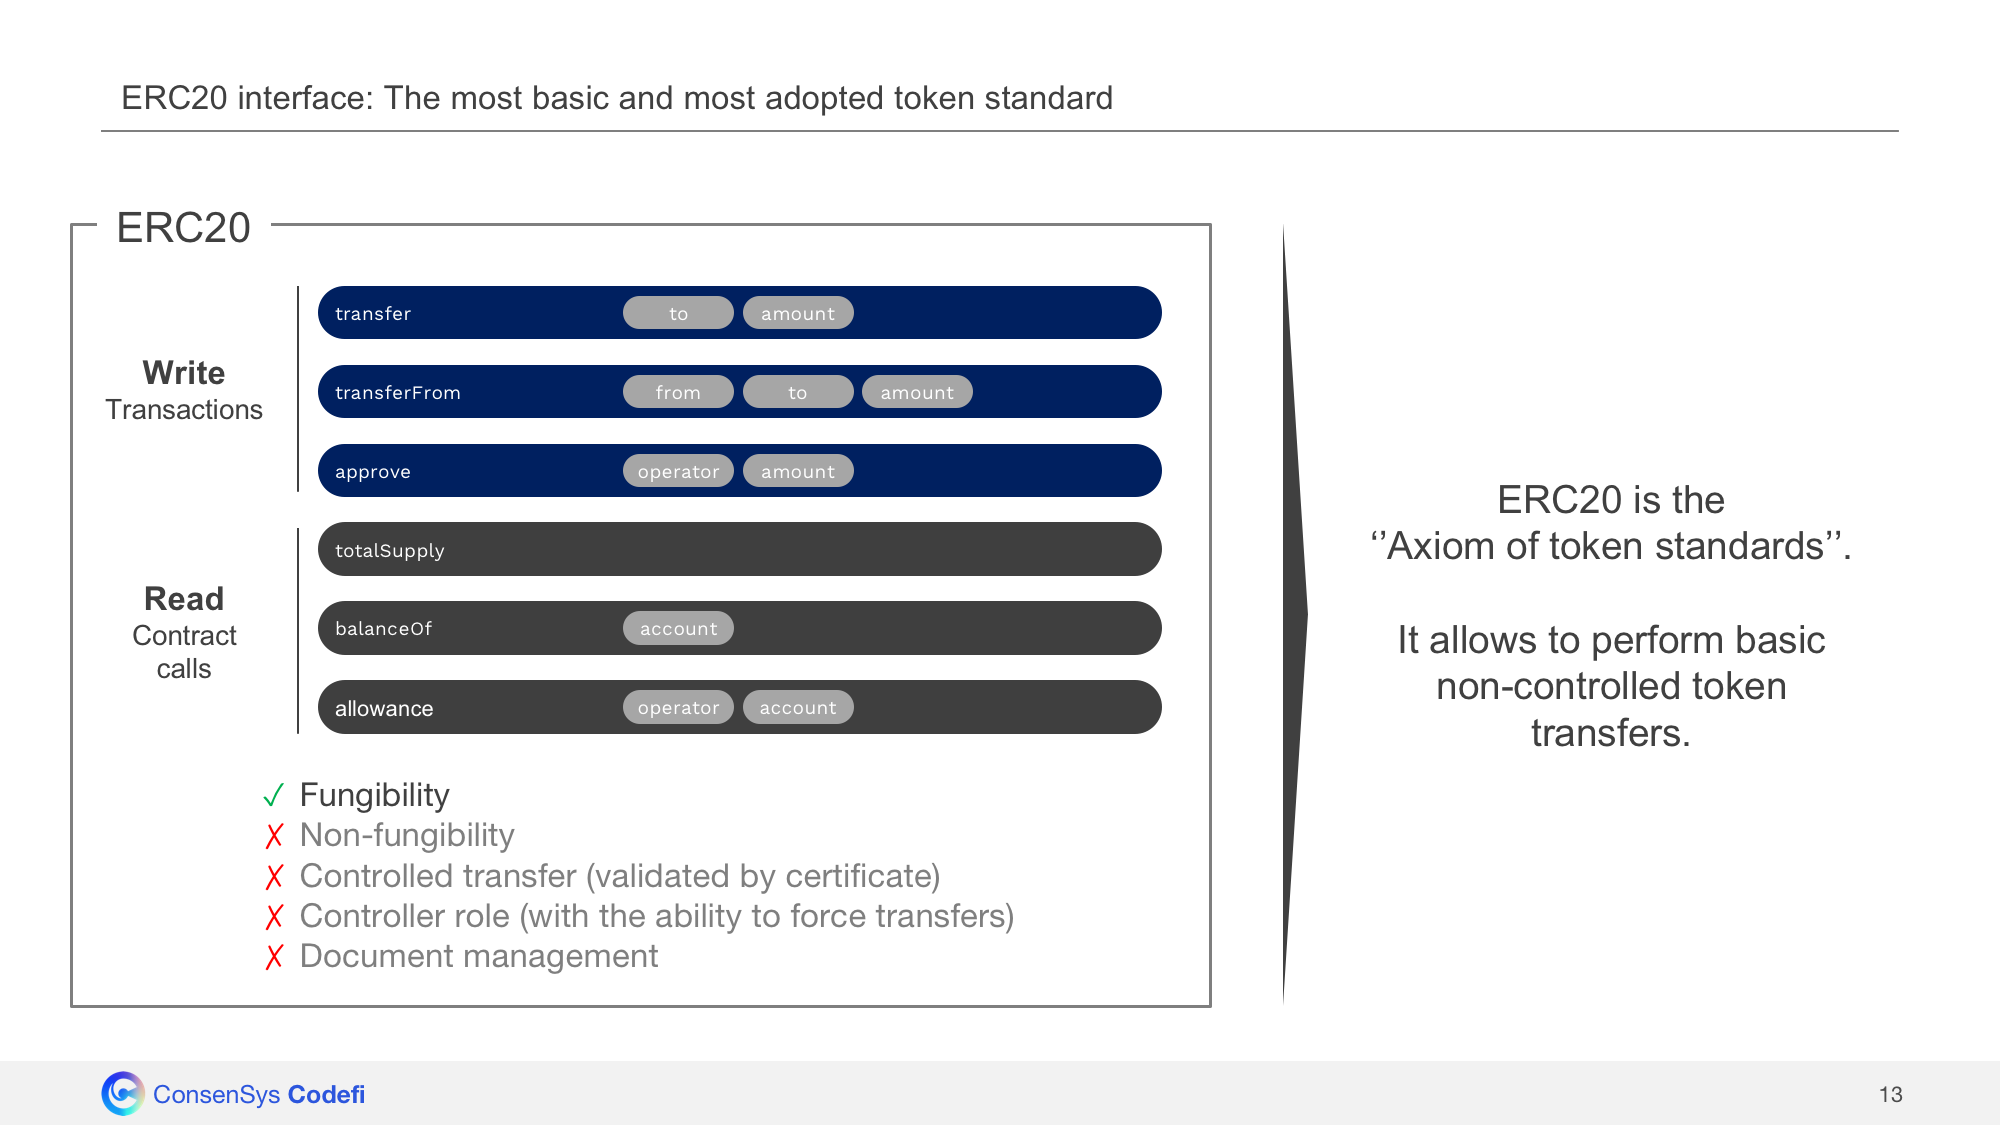 ERC20 interface: The most basic and most adopted token standard
ERC20
Write
Transactions
transfer to amount
transferFrom from to amount
approve operator amount
Read
Contract
calls
totalSupply
balanceOf account
allowance operator account
✓ Fungibility
✗ Non-fungibility
✗ Controlled transfer (validated by certificate)
✗ Controller role (with the ability to force transfers)
✗ Document management
ERC20 is the
‘’Axiom of token standards’’.
It allows to perform basic
non-controlled token
transfers.
ConsenSys Codefi
13